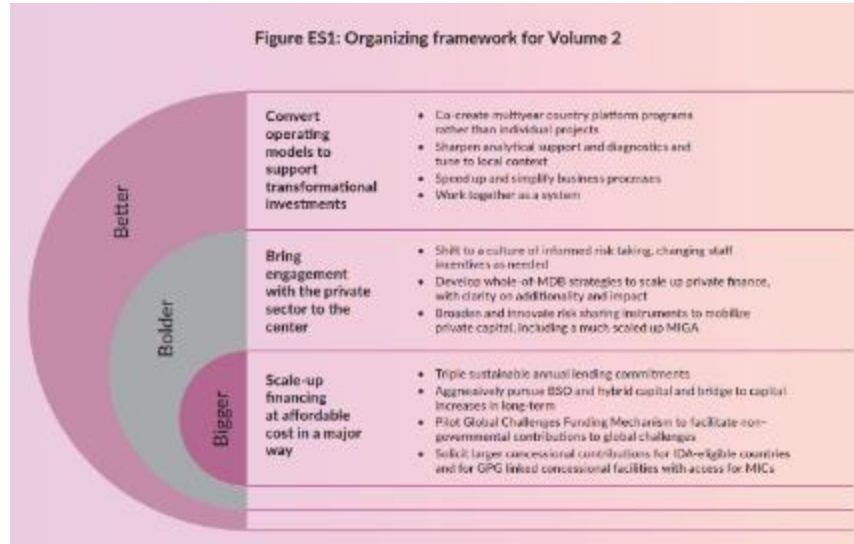 Figure ES1: Organizing framework for Volume 2
Better
Convert
operating
models to
support
transformational
investments
• Co-create multiyear country platform programs
rather than individual projects
• Sharpen analytical support and diagnostics and
tune to local context
• Speed up and simplify business processes
• Work together as a system
Bolder
Bring
engagement
with the private
sector to the
center
• Shift to a culture of informed risk taking, changing staff
incentives as needed
• Develop whole-of-MDB strategies to scale up private finance,
with clarity on additionality and impact
• Broaden and innovate risk sharing instruments to mobilize
private capital, including a much scaled up MIGA
Bigger
Scale-up
financing
at affordable
cost in a major
way
• Triple sustainable annual lending commitments
• Aggressively pursue BSO and hybrid capital and bridge to capital
increases in long-term
• Pilot Global Challenges Funding Mechanism to facilitate non-
governmental contributions to global challenges
• Solicit larger concessional contributions for IDA-eligible countries
and for GPG linked concessional facilities with access for MICs